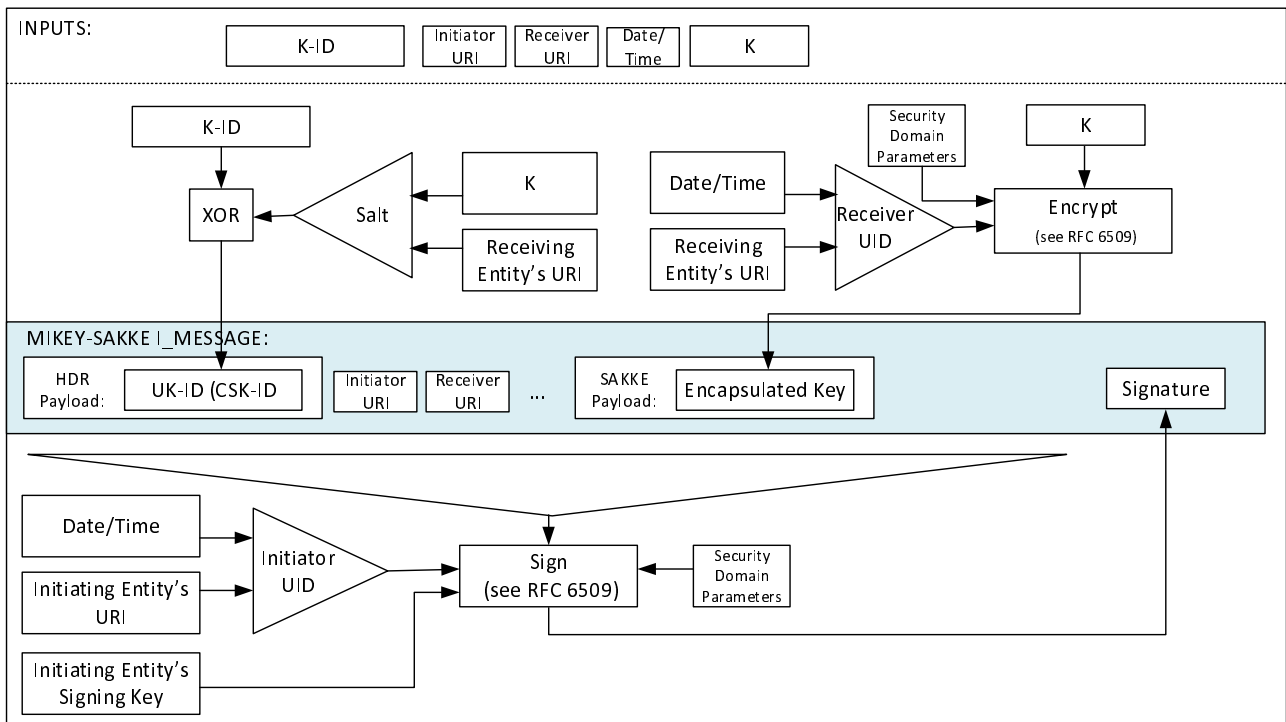 INPUTS:
K-ID
Initiator
URI
Receiver
URI
Date/
Time
K
K-ID
XOR
Salt
K
Receiving
Entity's URI
Date/Time
Receiving
Entity's URI
Receiver
UID
Security
Domain
Parameters
K
Encrypt
(see RFC 6509)
MIKEY-SAKKE I_MESSAGE:
HDR
Payload:
UK-ID (CSK-ID
Initiator
URI
Receiver
URI
...
SAKKE
Payload:
Encapsulated Key
Signature
Date/Time
Initiating Entity's
URI
Initiator
UID
Sign
(see RFC 6509)
Security
Domain
Parameters
Initiating Entity's
Signing Key